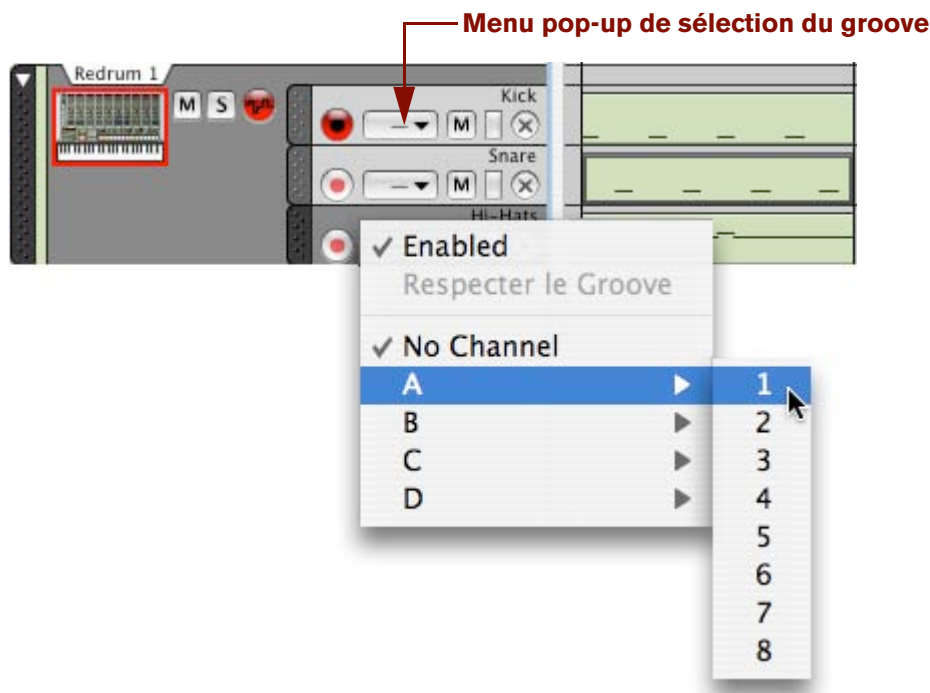 Menu pop-up de sélection du groove
Redrum 1
M S
Kick
M
Snare
M
Hi-Hats
Enabled
Respecter le Groove
No Channel
A
B
C
D
1
2
3
4
5
6
7
8